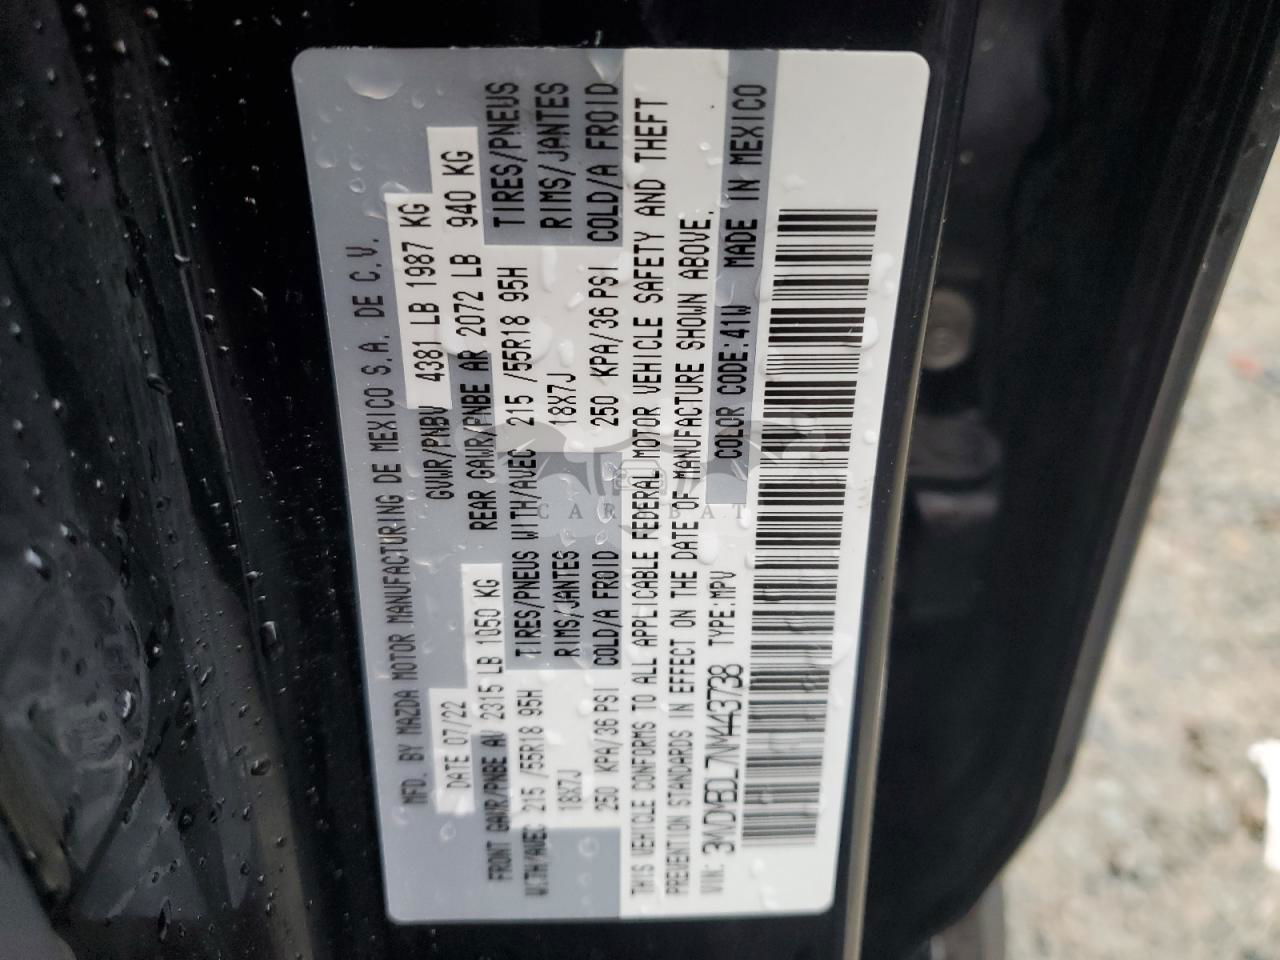 MFD. BY MAZDA MOTOR MANUFACTURING DE MEXICO S.A. DE C.V.
DATE 07/22 GVWR/PNBV 4381 LB 1987 KG
FRONT GAWR/PNBE AV 2315 LB 1050 KG REAR GAWR/PNBE AR 2072 LB 940 KG
WITH/AVEC 215 /55R18 95H TIRES/PNEUS WITH/AVEC 215 /55R18 95H TIRES/PNEUS
18X7J RIMS/JANTES 18X7J RIMS/JANTES
250 KPA/36 PSI COLD/A FROID 250 KPA/36 PSI COLD/A FROID
THIS VEHICLE CONFORMS TO ALL APPLICABLE FEDERAL MOTOR VEHICLE SAFETY AND THEFT
PREVENTION STANDARDS IN EFFECT ON THE DATE OF MANUFACTURE SHOWN ABOVE.
VIN: 3MVDMBDL7NM443738 TYPE:MPV COLOR CODE:41W MADE IN MEXICO
CAR BAT